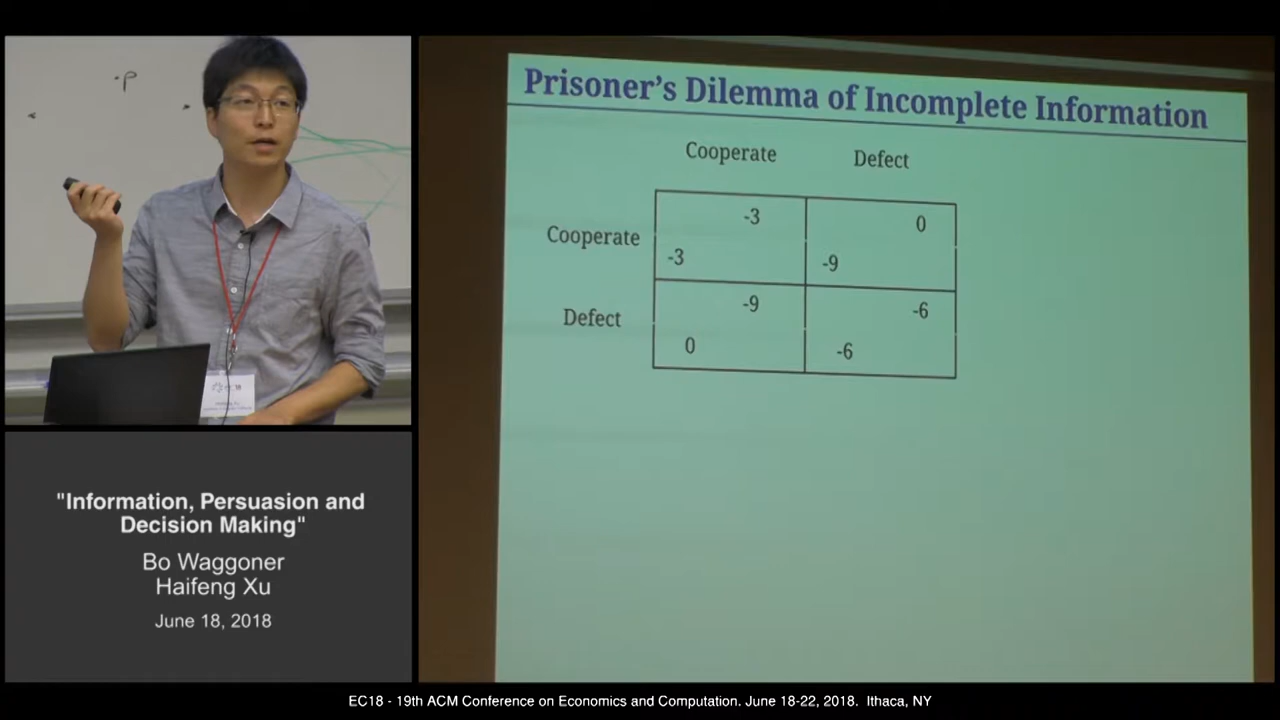 P
Prisoner's Dilemma of Incomplete Information
Cooperate Defect
Cooperate -3 -3 0 -9
Defect -9 0 -6 -6
"Information, Persuasion and
Decision Making"
Bo Waggoner
Haifeng Xu
June 18, 2018
EC18 - 19th ACM Conference on Economics and Computation. June 18-22, 2018. Ithaca, NY